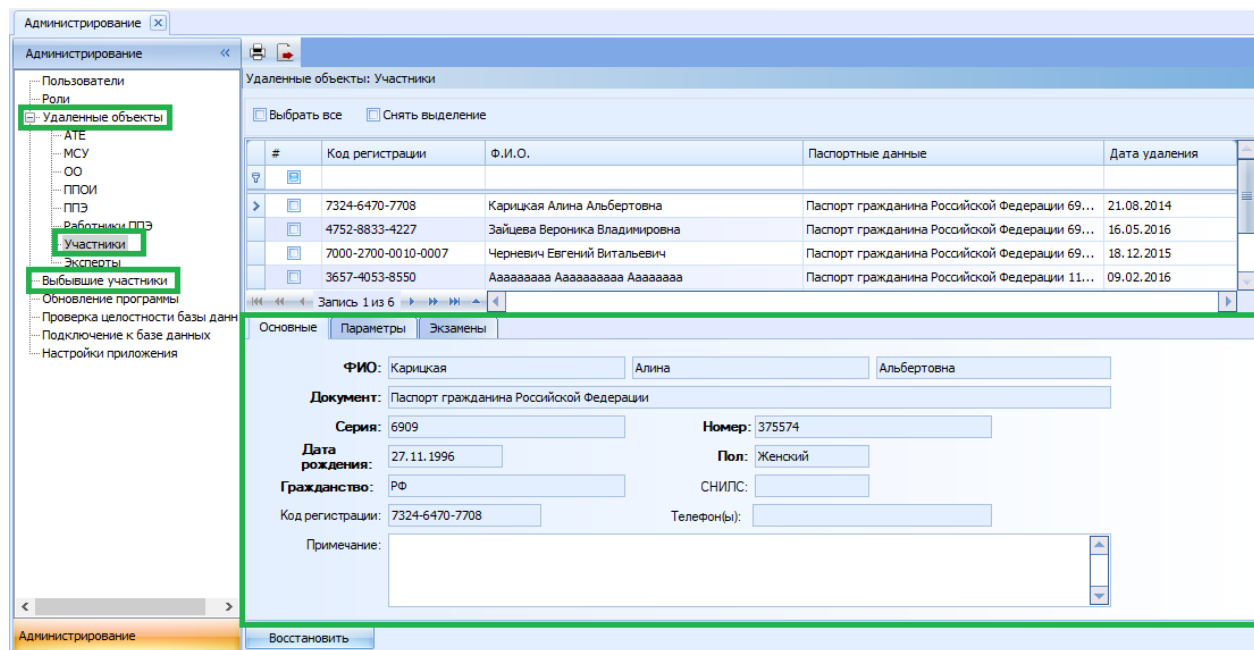 Администрирование
Администрирование
Пользователи
Роли
Удаленные объекты
АТЕ
МСУ
ОО
ППОИ
ППЭ
Работники ППЭ
Участники
Эксперты
Выбывшие участники
Обновление программы
Проверка целостности базы данн
Подключение к базе данных
Настройки приложения
Администрирование
Удаленные объекты: Участники
Выбрать все Снять выделение
# Код регистрации Ф.И.О. Паспортные данные Дата удаления
7324-6470-7708 Карицкая Алина Альбертовна Паспорт гражданина Российской Федерации 69... 21.08.2014
4752-8833-4227 Зайцева Вероника Владимировна Паспорт гражданина Российской Федерации 69... 16.05.2016
7000-2700-0010-0007 Черневич Евгений Витальевич Паспорт гражданина Российской Федерации 69... 18.12.2015
3657-4053-8550 Ааааааааа Аааааааааа Аааааааа Паспорт гражданина Российской Федерации 11... 09.02.2016
Запись 1 из 6
Основные Параметры Экзамены
ФИО: Карицкая Алина Альбертовна
Документ: Паспорт гражданина Российской Федерации
Серия: 6909 Номер: 375574
Дата
рождения: 27.11.1996 Пол: Женский
Гражданство: РФ СНИЛС:
Код регистрации: 7324-6470-7708 Телефон(ы):
Примечание:
Восстановить